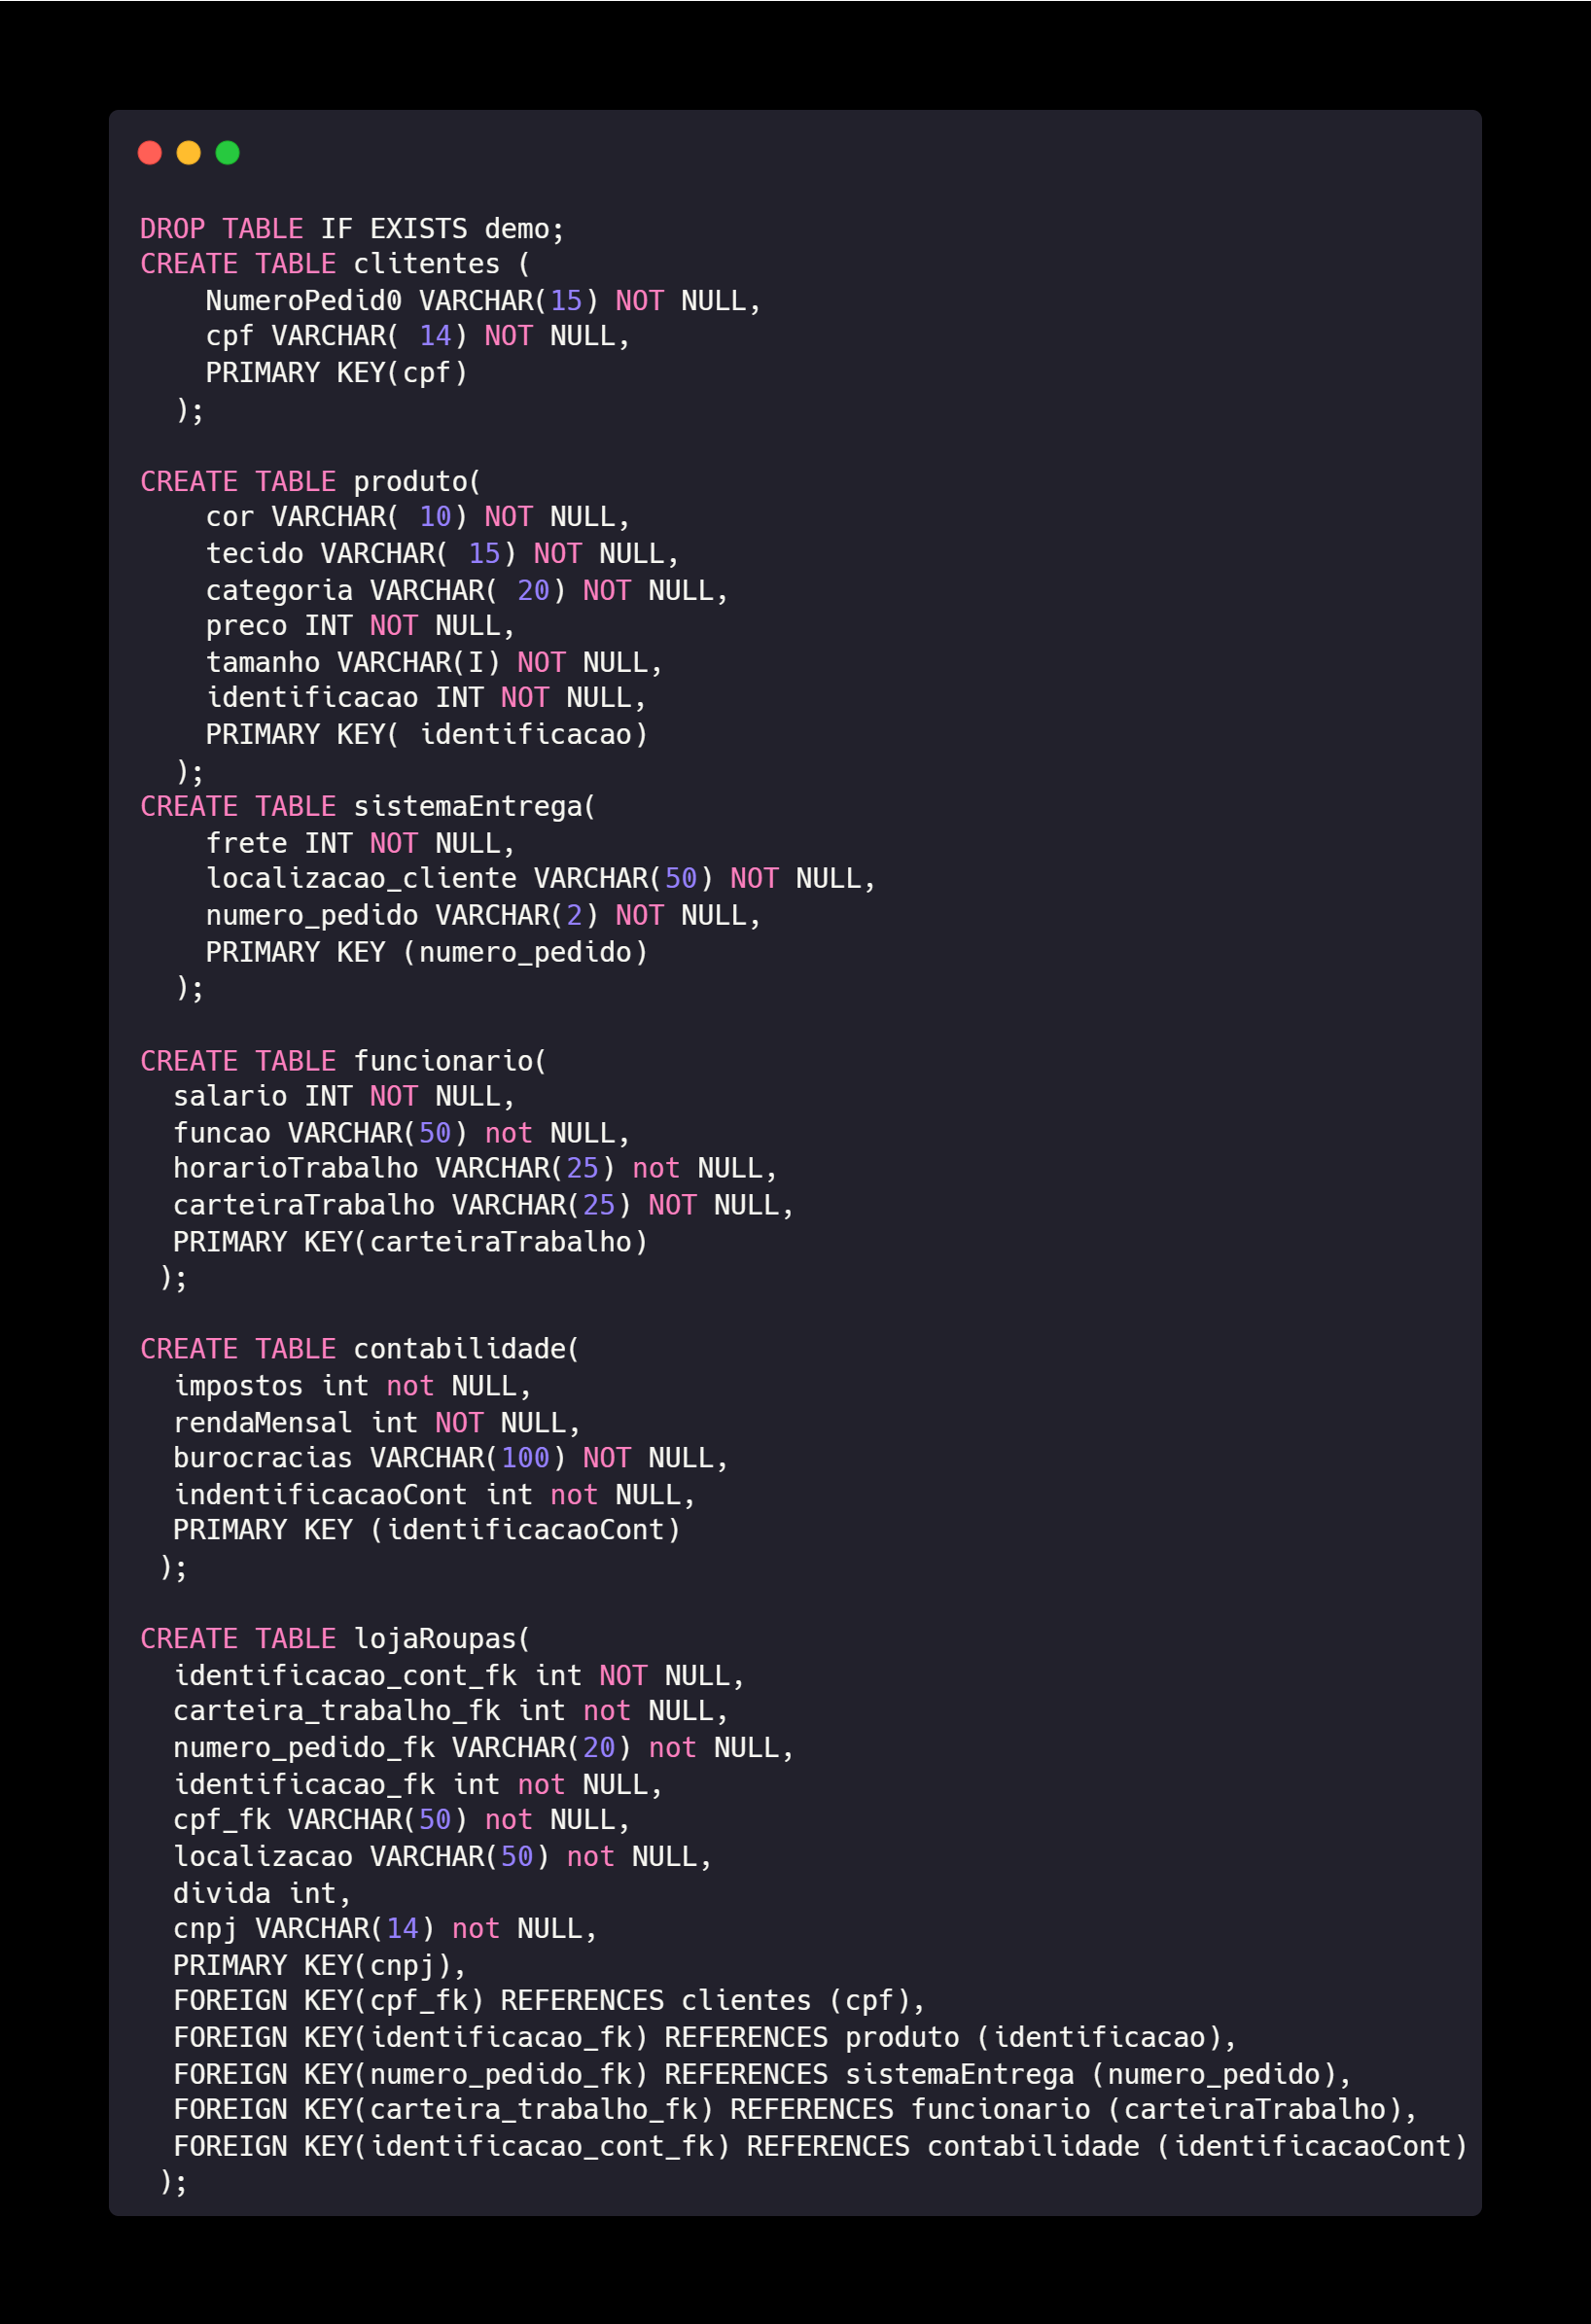 DROP TABLE IF EXISTS demo;
CREATE TABLE clitentes (
    NumeroPedid0 VARCHAR(15) NOT NULL,
    cpf VARCHAR( 14) NOT NULL,
    PRIMARY KEY(cpf)
  );

CREATE TABLE produto(
    cor VARCHAR( 10) NOT NULL,
    tecido VARCHAR( 15) NOT NULL,
    categoria VARCHAR( 20) NOT NULL,
    preco INT NOT NULL,
    tamanho VARCHAR(I) NOT NULL,
    identificacao INT NOT NULL,
    PRIMARY KEY( identificacao)
  );
CREATE TABLE sistemaEntrega(
    frete INT NOT NULL,
    localizacao_cliente VARCHAR(50) NOT NULL,
    numero_pedido VARCHAR(2) NOT NULL,
    PRIMARY KEY (numero_pedido)
  );

CREATE TABLE funcionario(
  salario INT NOT NULL,
  funcao VARCHAR(50) not NULL,
  horarioTrabalho VARCHAR(25) not NULL,
  carteiraTrabalho VARCHAR(25) NOT NULL,
  PRIMARY KEY(carteiraTrabalho)
 );

CREATE TABLE contabilidade(
  impostos int not NULL,
  rendaMensal int NOT NULL,
  burocracias VARCHAR(100) NOT NULL,
  indentificacaoCont int not NULL,
  PRIMARY KEY (identificacaoCont)
 );

CREATE TABLE lojaRoupas(
  identificacao_cont_fk int NOT NULL,
  carteira_trabalho_fk int not NULL,
  numero_pedido_fk VARCHAR(20) not NULL,
  identificacao_fk int not NULL,
  cpf_fk VARCHAR(50) not NULL,
  localizacao VARCHAR(50) not NULL,
  divida int,
  cnpj VARCHAR(14) not NULL,
  PRIMARY KEY(cnpj),
  FOREIGN KEY(cpf_fk) REFERENCES clientes (cpf),
  FOREIGN KEY(identificacao_fk) REFERENCES produto (identificacao),
  FOREIGN KEY(numero_pedido_fk) REFERENCES sistemaEntrega (numero_pedido),
  FOREIGN KEY(carteira_trabalho_fk) REFERENCES funcionario (carteiraTrabalho),
  FOREIGN KEY(identificacao_cont_fk) REFERENCES contabilidade (identificacaoCont)
 );